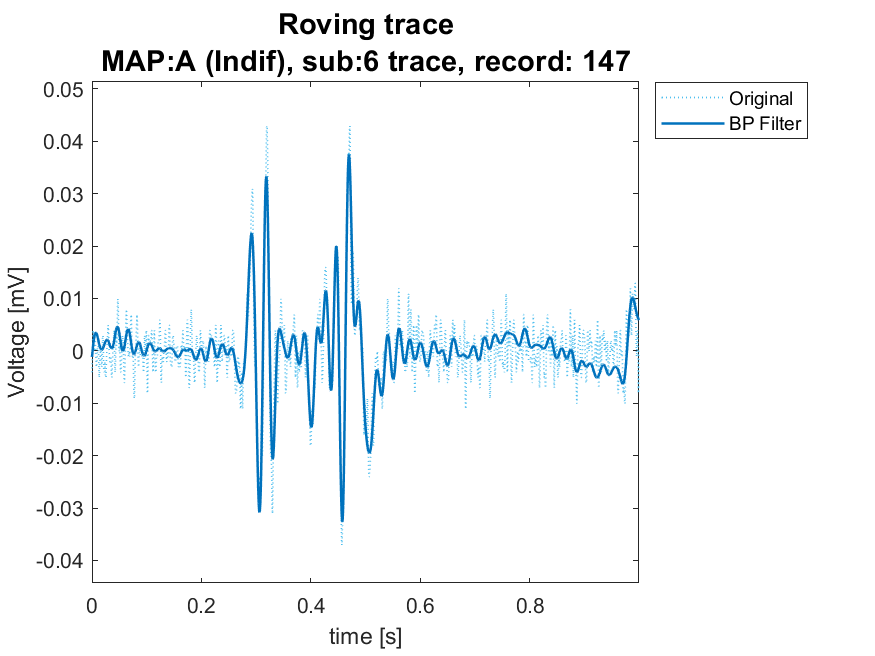 Roving trace
MAP:A (Indif), sub:6 trace, record: 147
Original
BP Filter
0.05
0.04
0.03
0.02
0.01
0
-0.01
-0.02
-0.03
-0.04
Voltage [mV]
0 0.2 0.4 0.6 0.8
time [s]